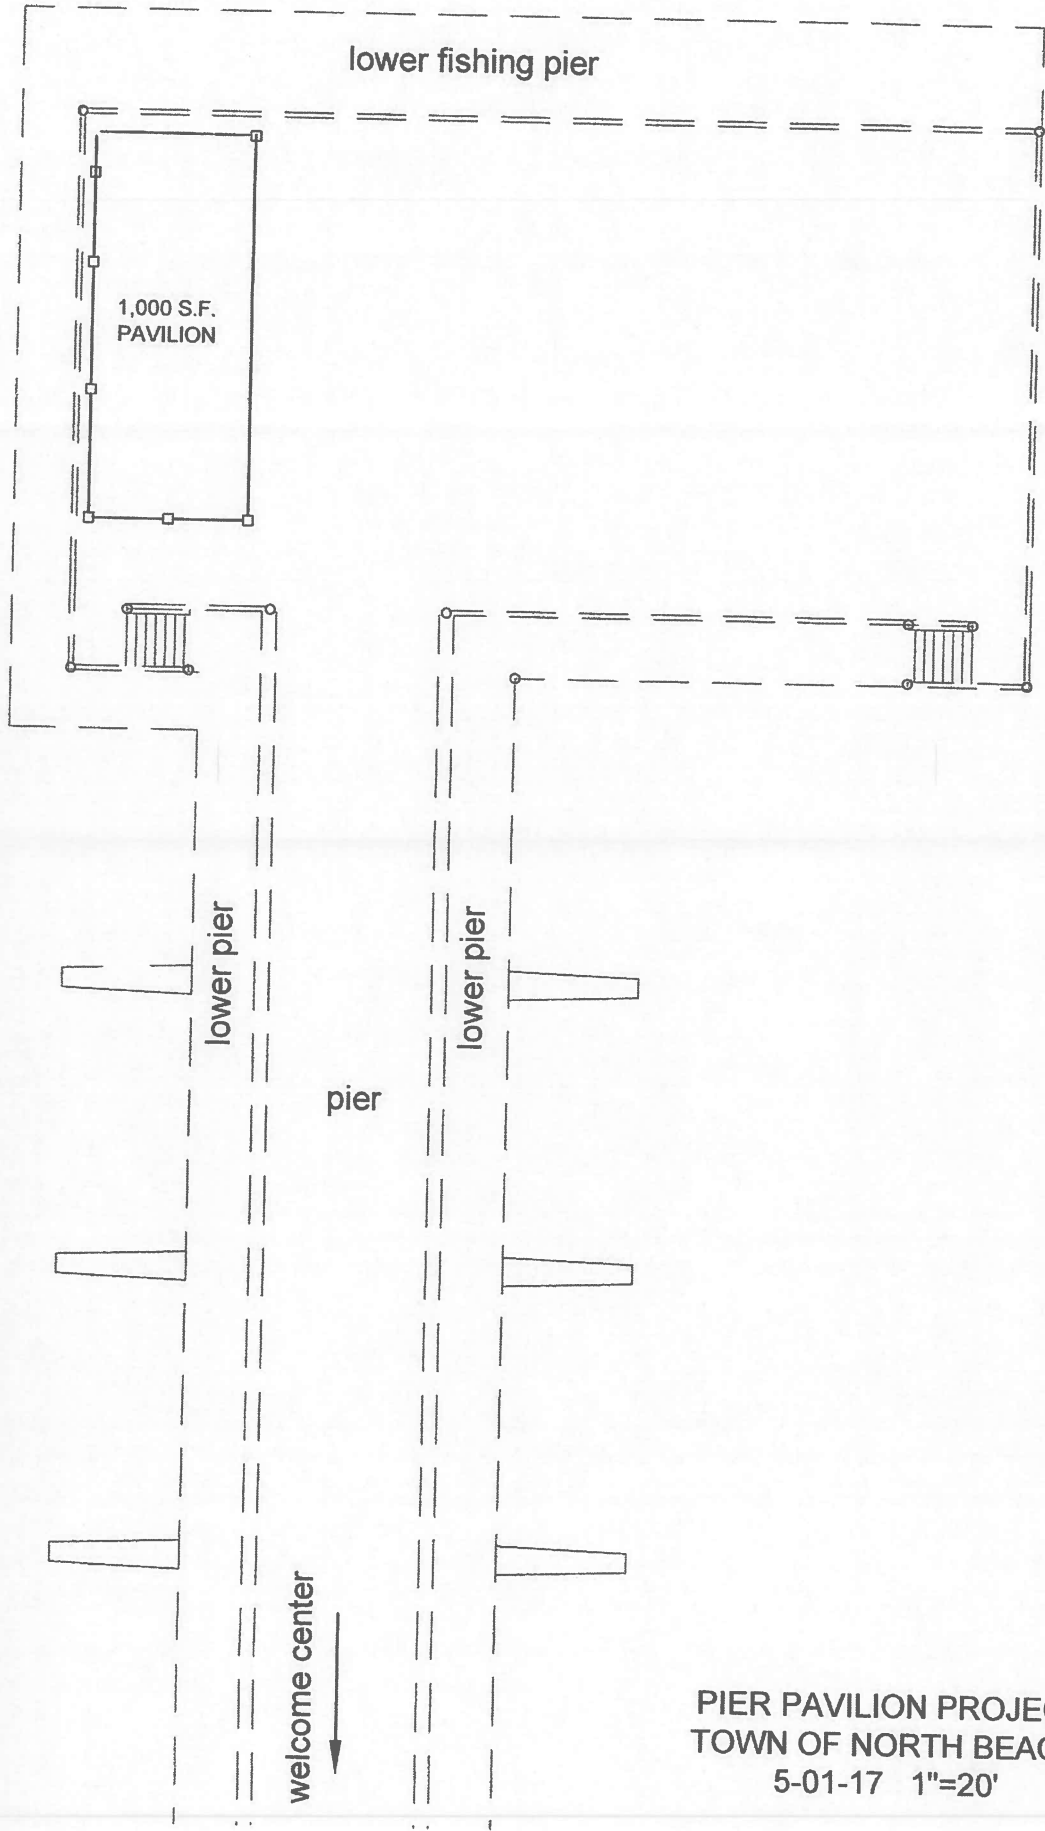 lower fishing pier
1,000 S.F.
PAVILION
lower pier
lower pier
pier
welcome center
PIER PAVILION PROJE
TOWN OF NORTH BEAC
5-01-17 1"=20'